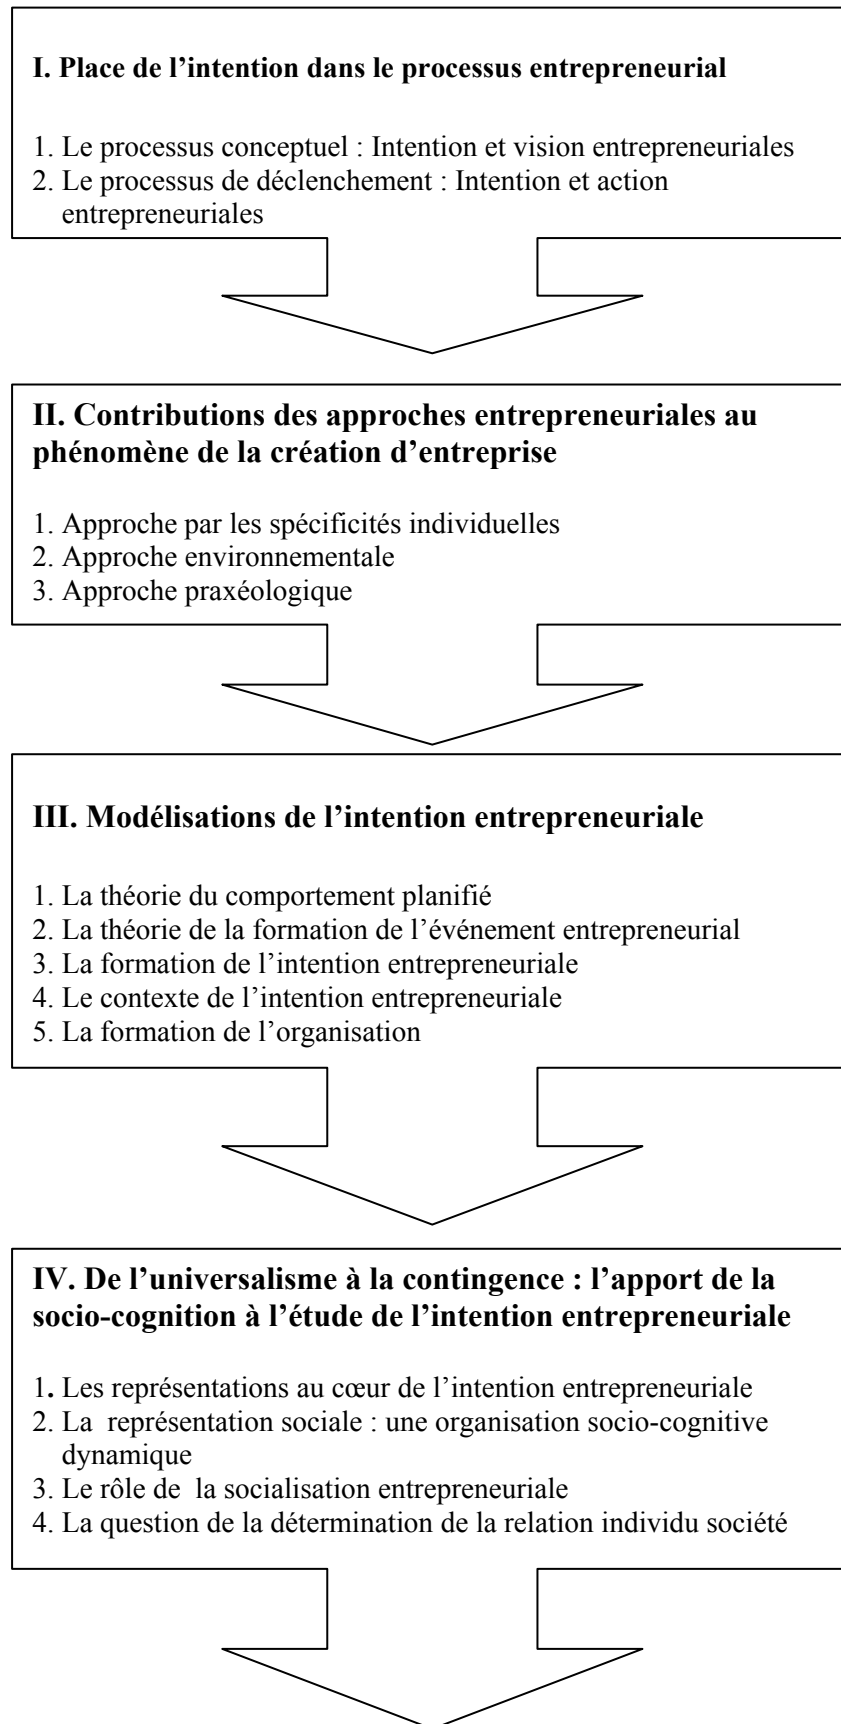 I. Place de l’intention dans le processus entrepreneurial
1. Le processus conceptuel : Intention et vision entrepreneuriales
2. Le processus de déclenchement : Intention et action
entrepreneuriales
II. Contributions des approches entrepreneuriales au
phénomène de la création d’entreprise
1. Approche par les spécificités individuelles
2. Approche environnementale
3. Approche praxéologique
III. Modélisations de l’intention entrepreneuriale
1. La théorie du comportement planifié
2. La théorie de la formation de l’événement entrepreneurial
3. La formation de l’intention entrepreneuriale
4. Le contexte de l’intention entrepreneuriale
5. La formation de l’organisation
IV. De l’universalisme à la contingence : l’apport de la
socio-cognition à l’étude de l’intention entrepreneuriale
1. Les représentations au cœur de l’intention entrepreneuriale
2. La représentation sociale : une organisation socio-cognitive
dynamique
3. Le rôle de la socialisation entrepreneuriale
4. La question de la détermination de la relation individu société